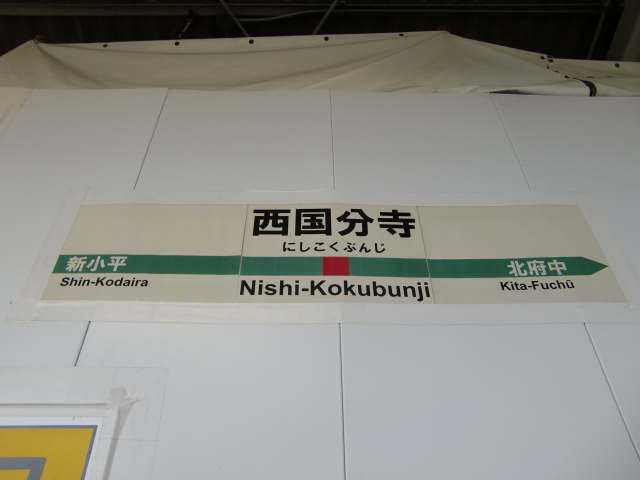 西国分寺
にしこくぶんじ
新小平
北府中
Shin-Kodaira
Nishi-Kokubunji
Kita-Fuchū